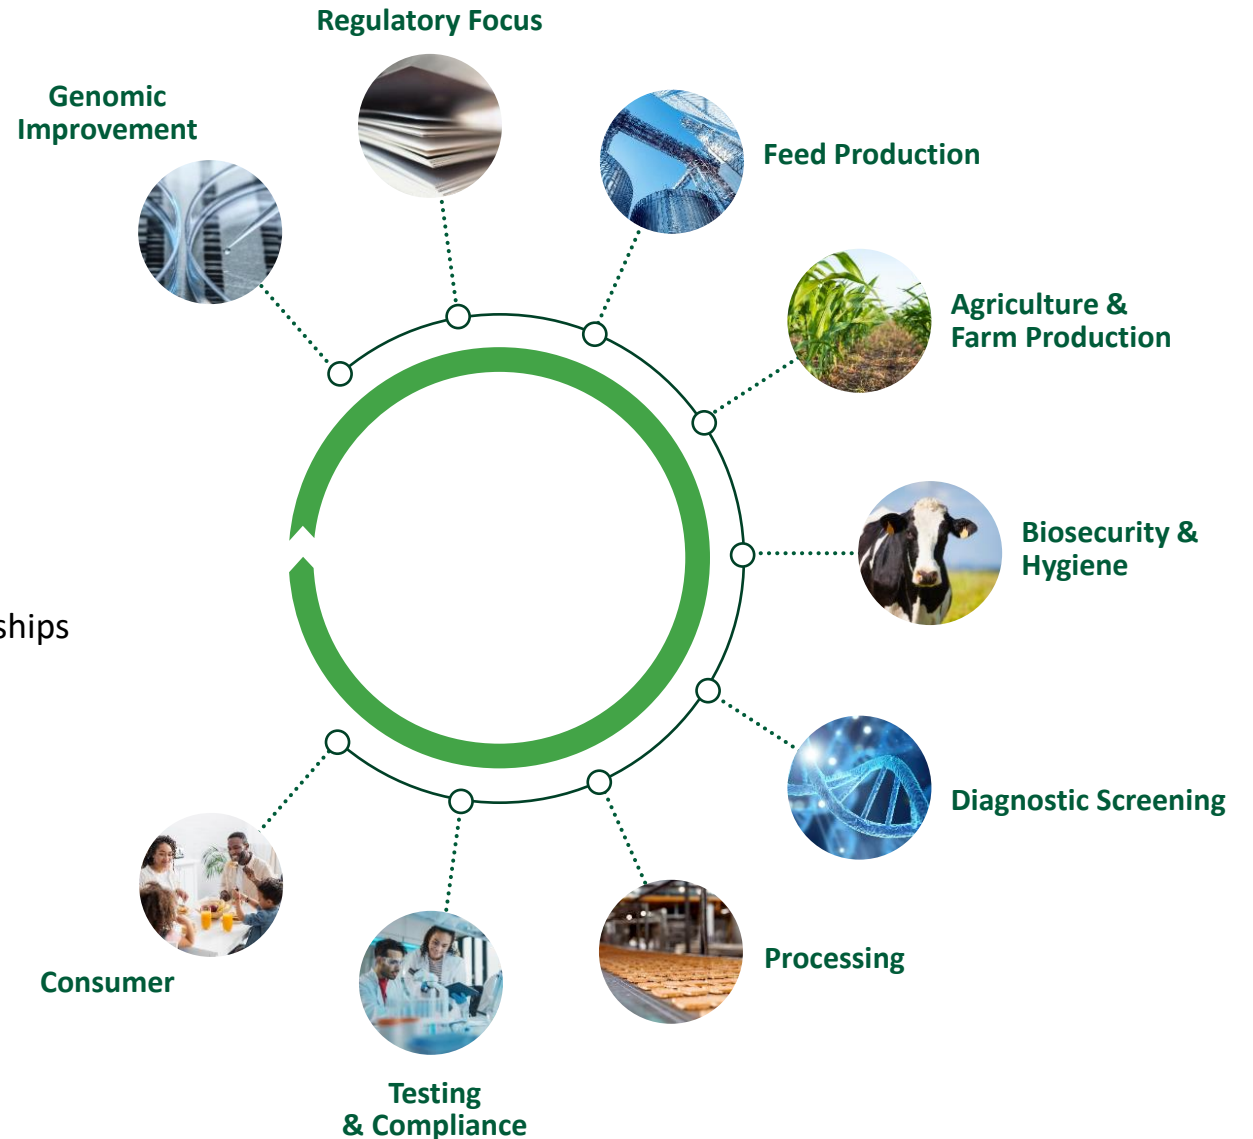 Regulatory Focus
Genomic
Improvement
Feed Production
Agriculture &
Farm Production
Biosecurity &
Hygiene
ships
Diagnostic Screening
Processing
Consumer
Testing
& Compliance